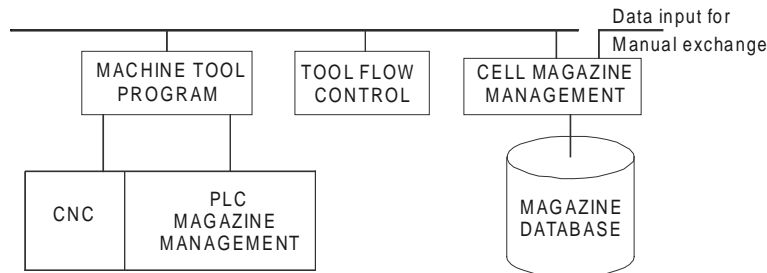 Data input for
Manual exchange
MACHINE TOOL
PROGRAM
TOOL FLOW
CONTROL
CELL MAGAZINE
MANAGEMENT
CNC
PLC
MAGAZINE
MANAGEMENT
MAGAZINE
DATABASE